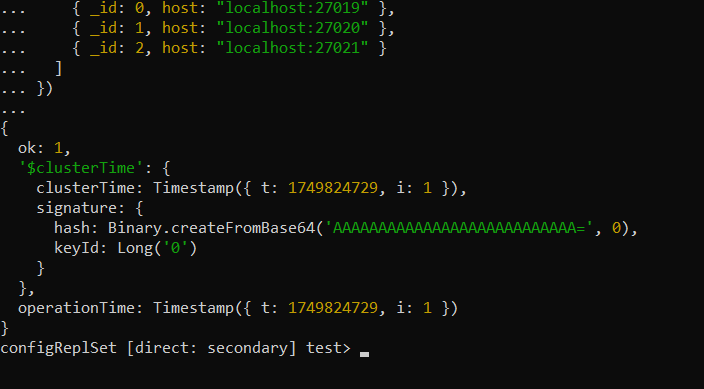 ...     { _id: 0, host: "localhost:27019" },
...     { _id: 1, host: "localhost:27020" },
...     { _id: 2, host: "localhost:27021" }
...   ]
... })
...
{
  ok: 1,
  '$clusterTime': {
    clusterTime: Timestamp({ t: 1749824729, i: 1 }),
    signature: {
      hash: Binary.createFromBase64('AAAAAAAAAAAAAAAAAAAAAAAAAAA=', 0),
      keyId: Long('0')
    }
  },
  operationTime: Timestamp({ t: 1749824729, i: 1 })
}
configReplSet [direct: secondary] test>